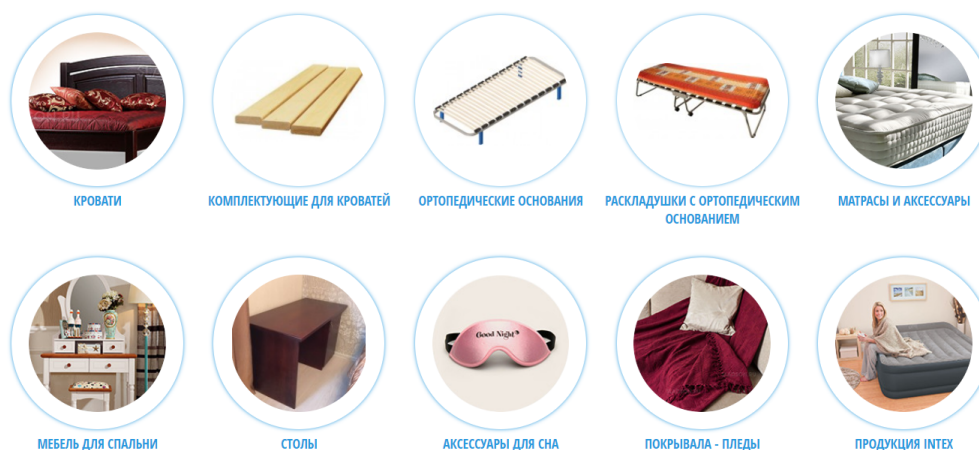 КРОВАТИ
КОМПЛЕКТУЮЩИЕ ДЛЯ КРОВАТЕЙ
ОРТОПЕДИЧЕСКИЕ ОСНОВАНИЯ
РАСКЛАДУШКИ С ОРТОПЕДИЧЕСКИМ
ОСНОВАНИЕМ
МАТРАСЫ И АКСЕССУАРЫ
Good Night
МЕБЕЛЬ ДЛЯ СПАЛЬНИ
СТОЛЫ
АКСЕССУАРЫ ДЛЯ СНА
ПОКРЫВАЛА - ПЛЕДЫ
ПРОДУКЦИЯ INTEX